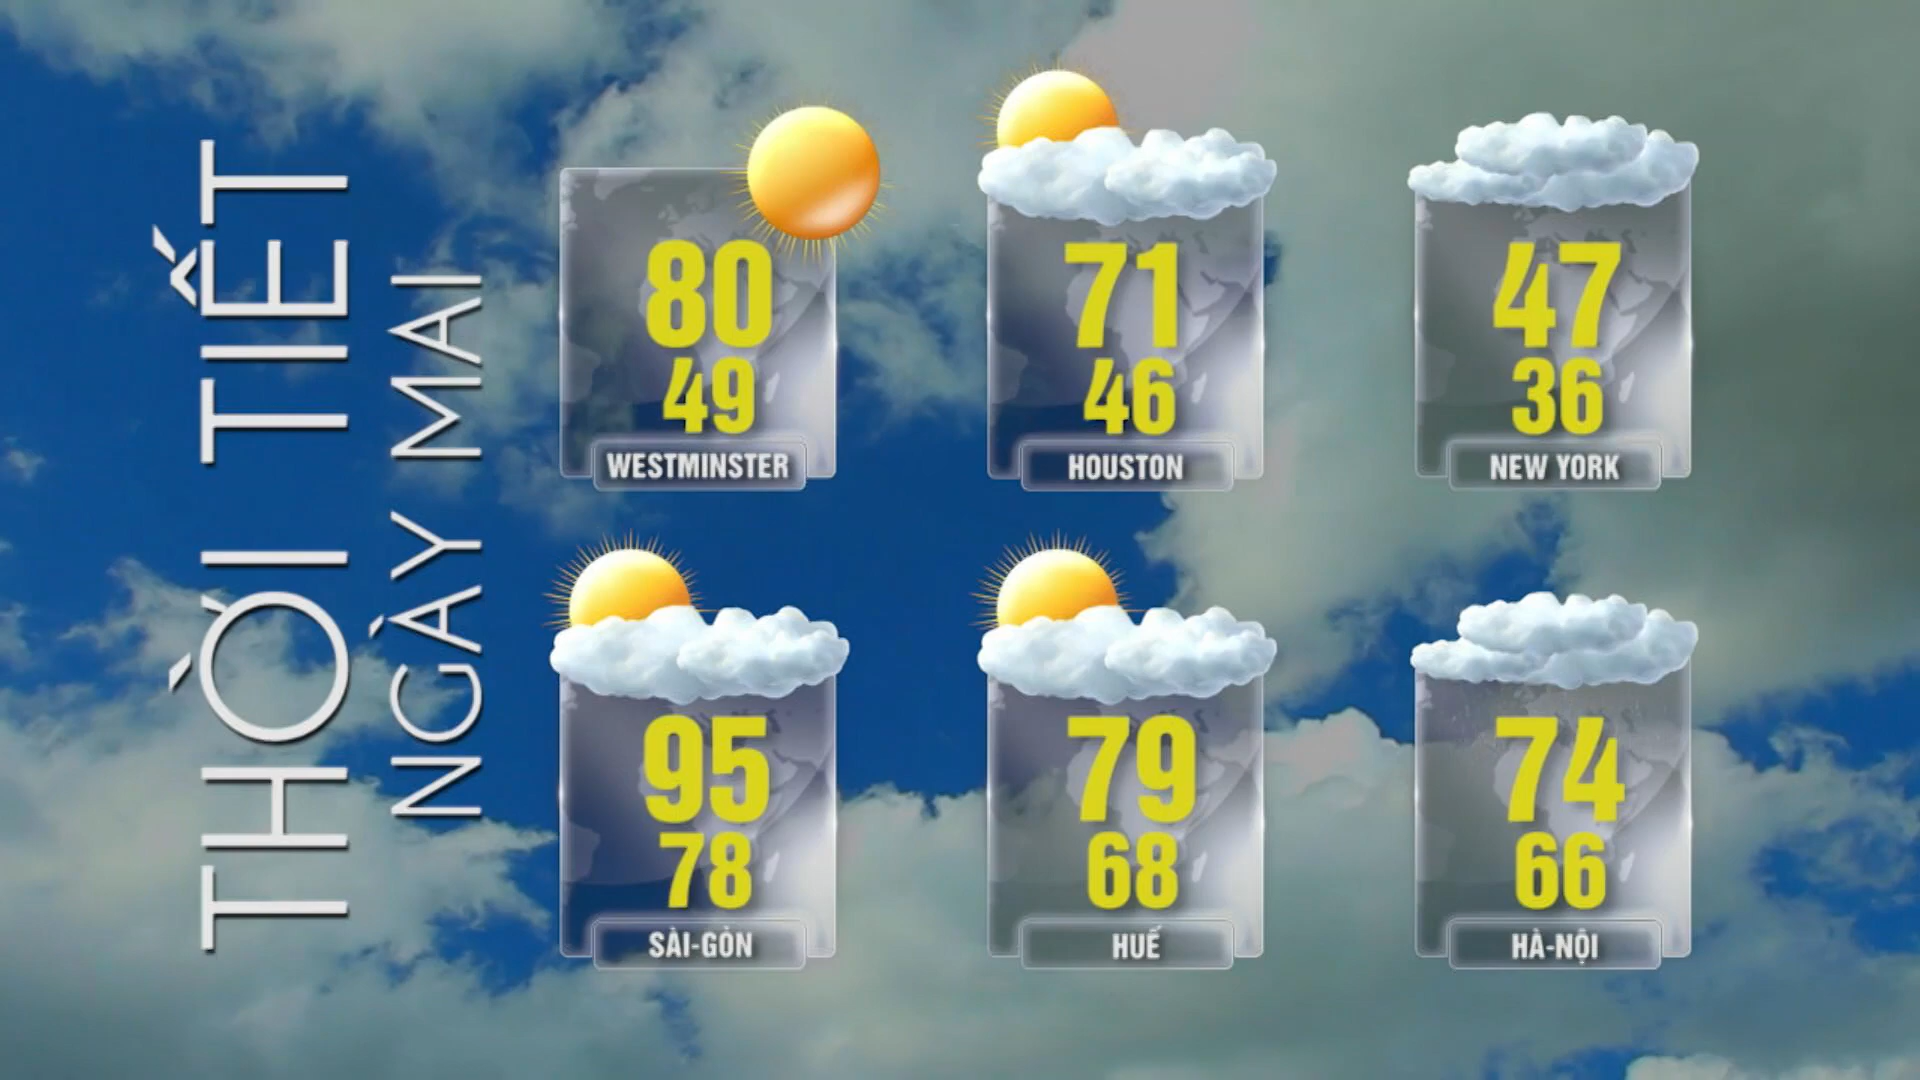 THỜI TIẾT
NGÀY MAI
80
49
WESTMINSTER
71
46
HOUSTON
47
36
NEW YORK
95
78
SÀI-GÒN
79
68
HUẾ
74
66
HÀ-NỘI